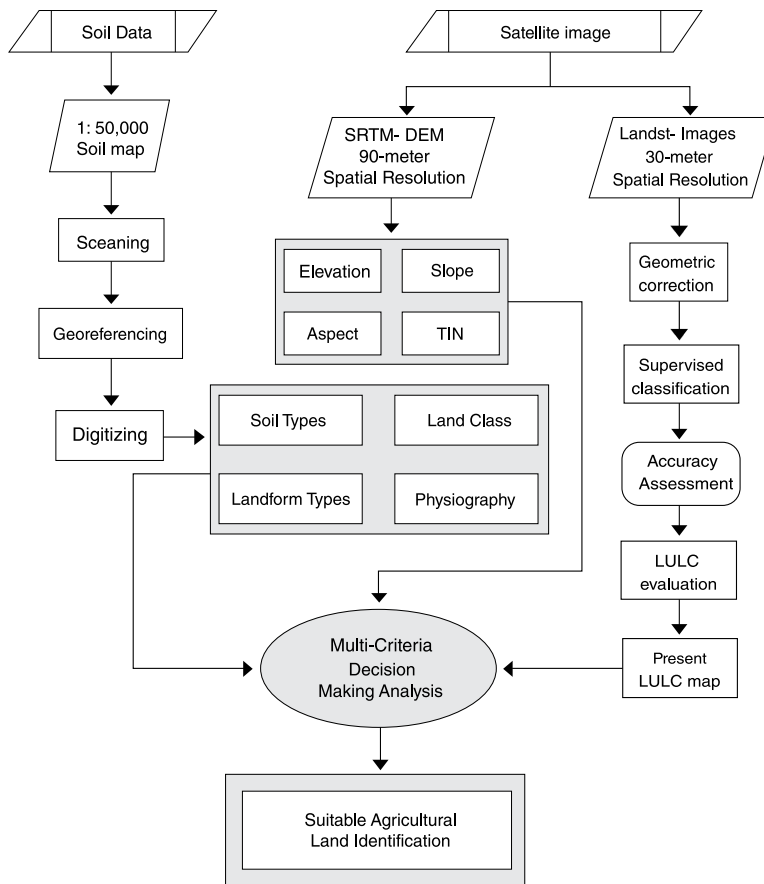 Soil Data
Satellite image
1: 50,000
Soil map
SRTM- DEM
90-meter
Spatial Resolution
Landst- Images
30-meter
Spatial Resolution
Sceaning
Elevation
Slope
Geometric
correction
Georeferencing
Aspect
TIN
Supervised
classification
Digitizing
Soil Types
Land Class
Accuracy
Assessment
Landform Types
Physiography
LULC
evaluation
Multi-Criteria
Decision
Making Analysis
Present
LULC map
Suitable Agricultural
Land Identification